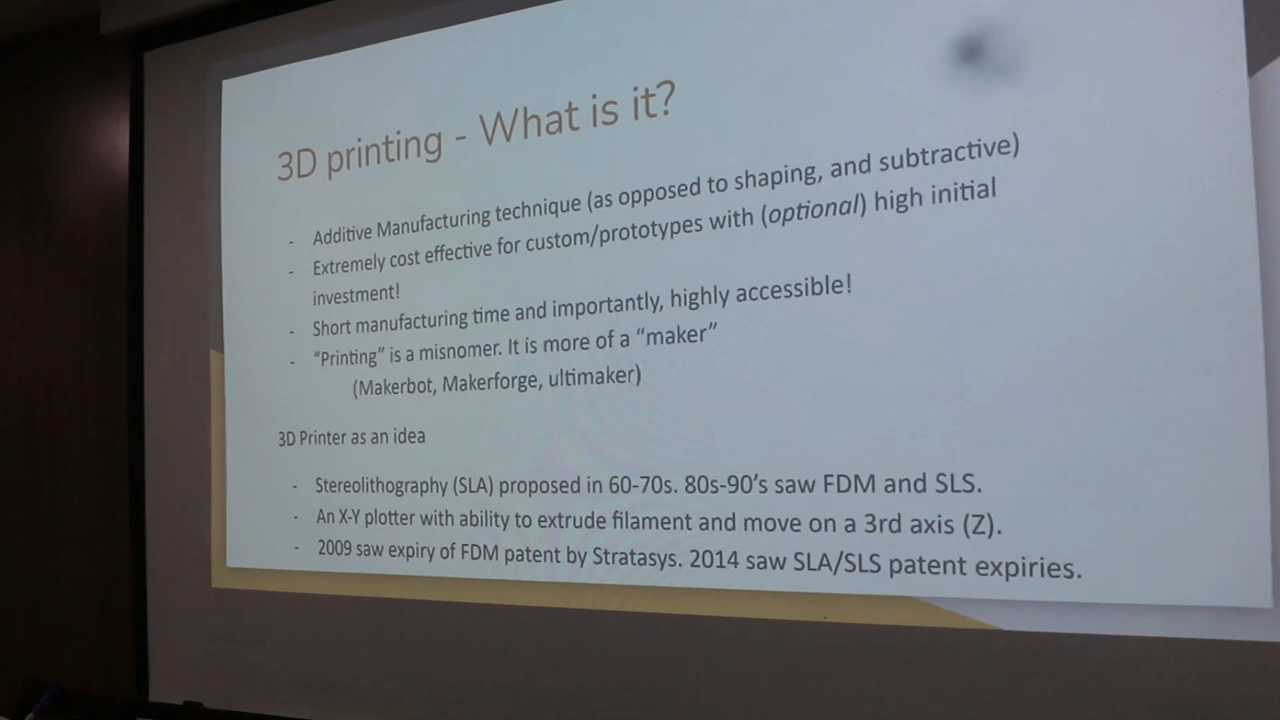 3D printing - What is it?
- Additive Manufacturing technique (as opposed to shaping, and subtractive)
- Extremely cost effective for custom/prototypes with (optional) high initial
investment!
- Short manufacturing time and importantly, highly accessible!
- “Printing” is a misnomer. It is more of a “maker”
(Makerbot, Makerforge, ultimaker)
3D Printer as an idea
- Stereolithography (SLA) proposed in 60-70s. 80s-90’s saw FDM and SLS.
- An X-Y plotter with ability to extrude filament and move on a 3rd axis (Z).
- 2009 saw expiry of FDM patent by Stratasys. 2014 saw SLA/SLS patent expiries.